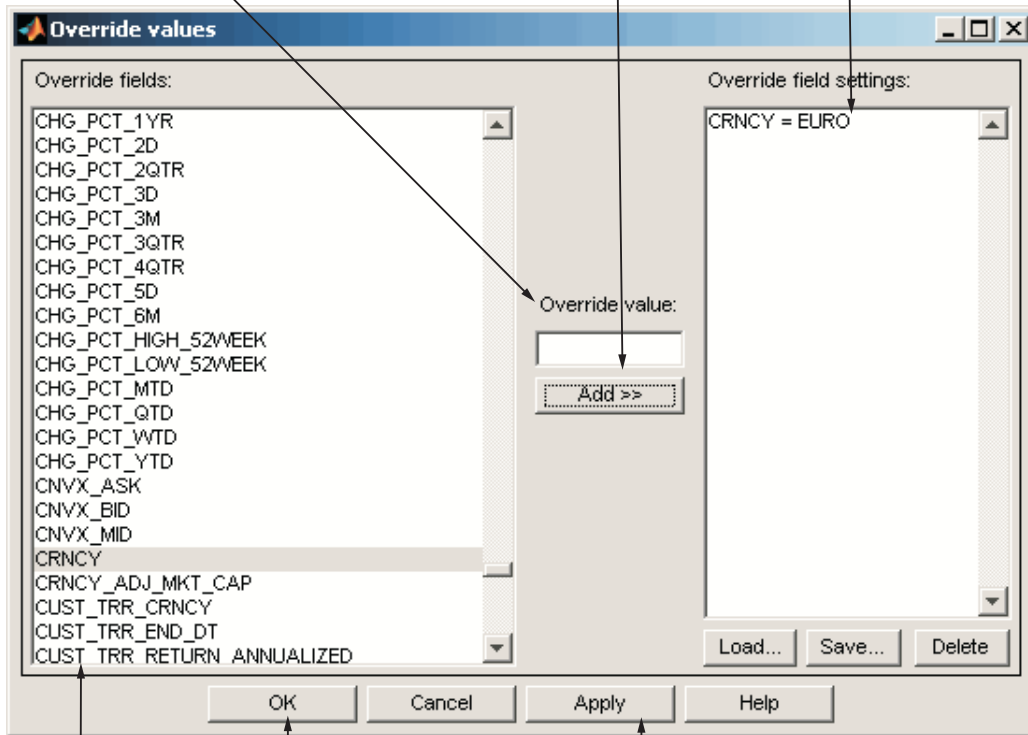 Override values
Override fields:
CHG_PCT_1YR
CHG_PCT_2D
CHG_PCT_2QTR
CHG_PCT_3D
CHG_PCT_3M
CHG_PCT_3QTR
CHG_PCT_4QTR
CHG_PCT_5D
CHG_PCT_6M
CHG_PCT_HIGH_52WEEK
CHG_PCT_LOW_52WEEK
CHG_PCT_MTD
CHG_PCT_QTD
CHG_PCT_WTD
CHG_PCT_YTD
CNVX_ASK
CNVX_BID
CNVX_MID
CRNCY
CRNCY_ADJ_MKT_CAP
CUST_TRR_CRNCY
CUST_TRR_END_DT
CUST_TRR_RETURN_ANNUALIZED
Override value:
Add >>
Override field settings:
CRNCY = EURO
Load... Save... Delete
OK Cancel Apply Help